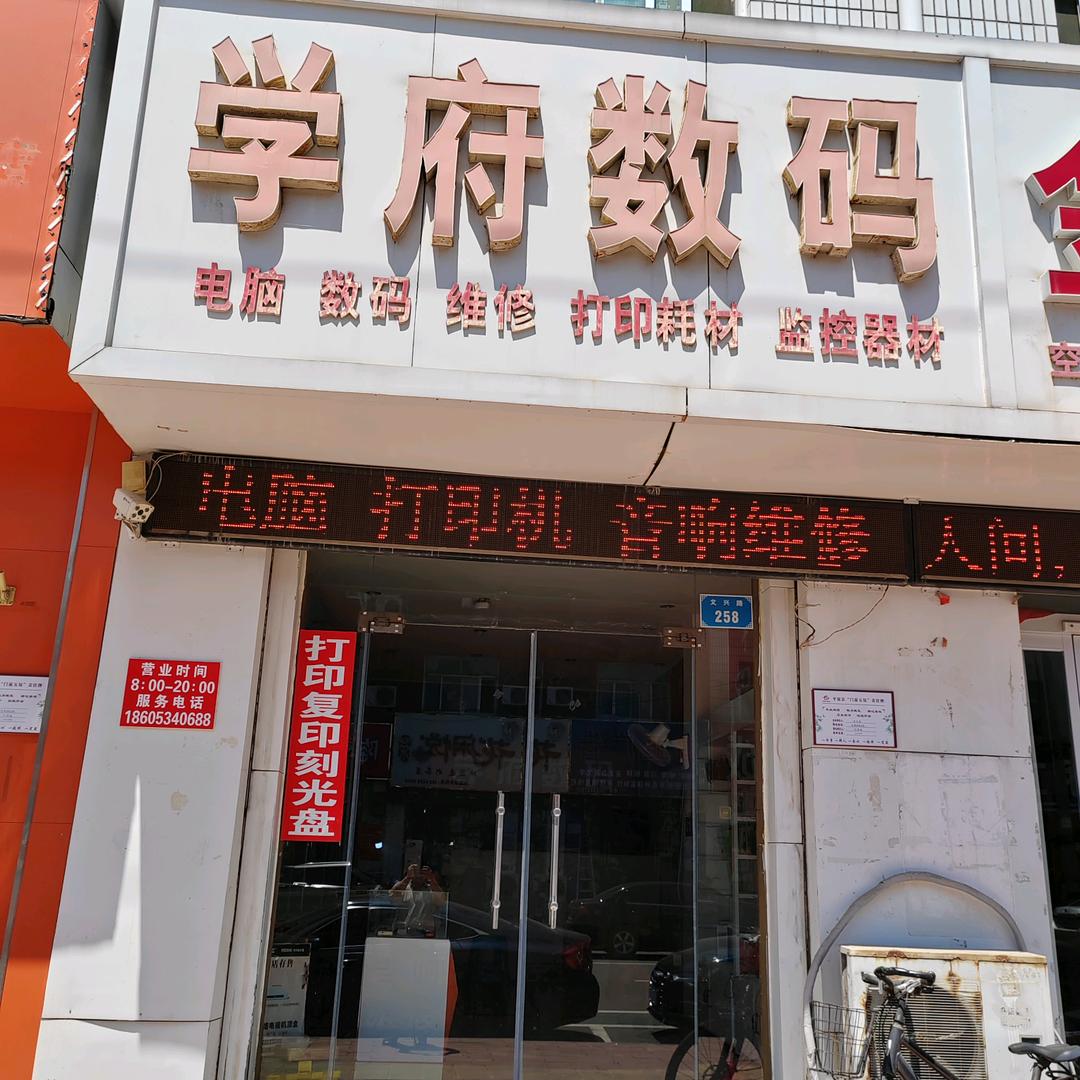 学府数码
电脑 数码 维修 打印耗材 监控器材
空
电脑 打印机 音响维修
人间,
文兴路
258
营业时间
8:00-20:00
服务电话
18605340688
打印复印刻光盘